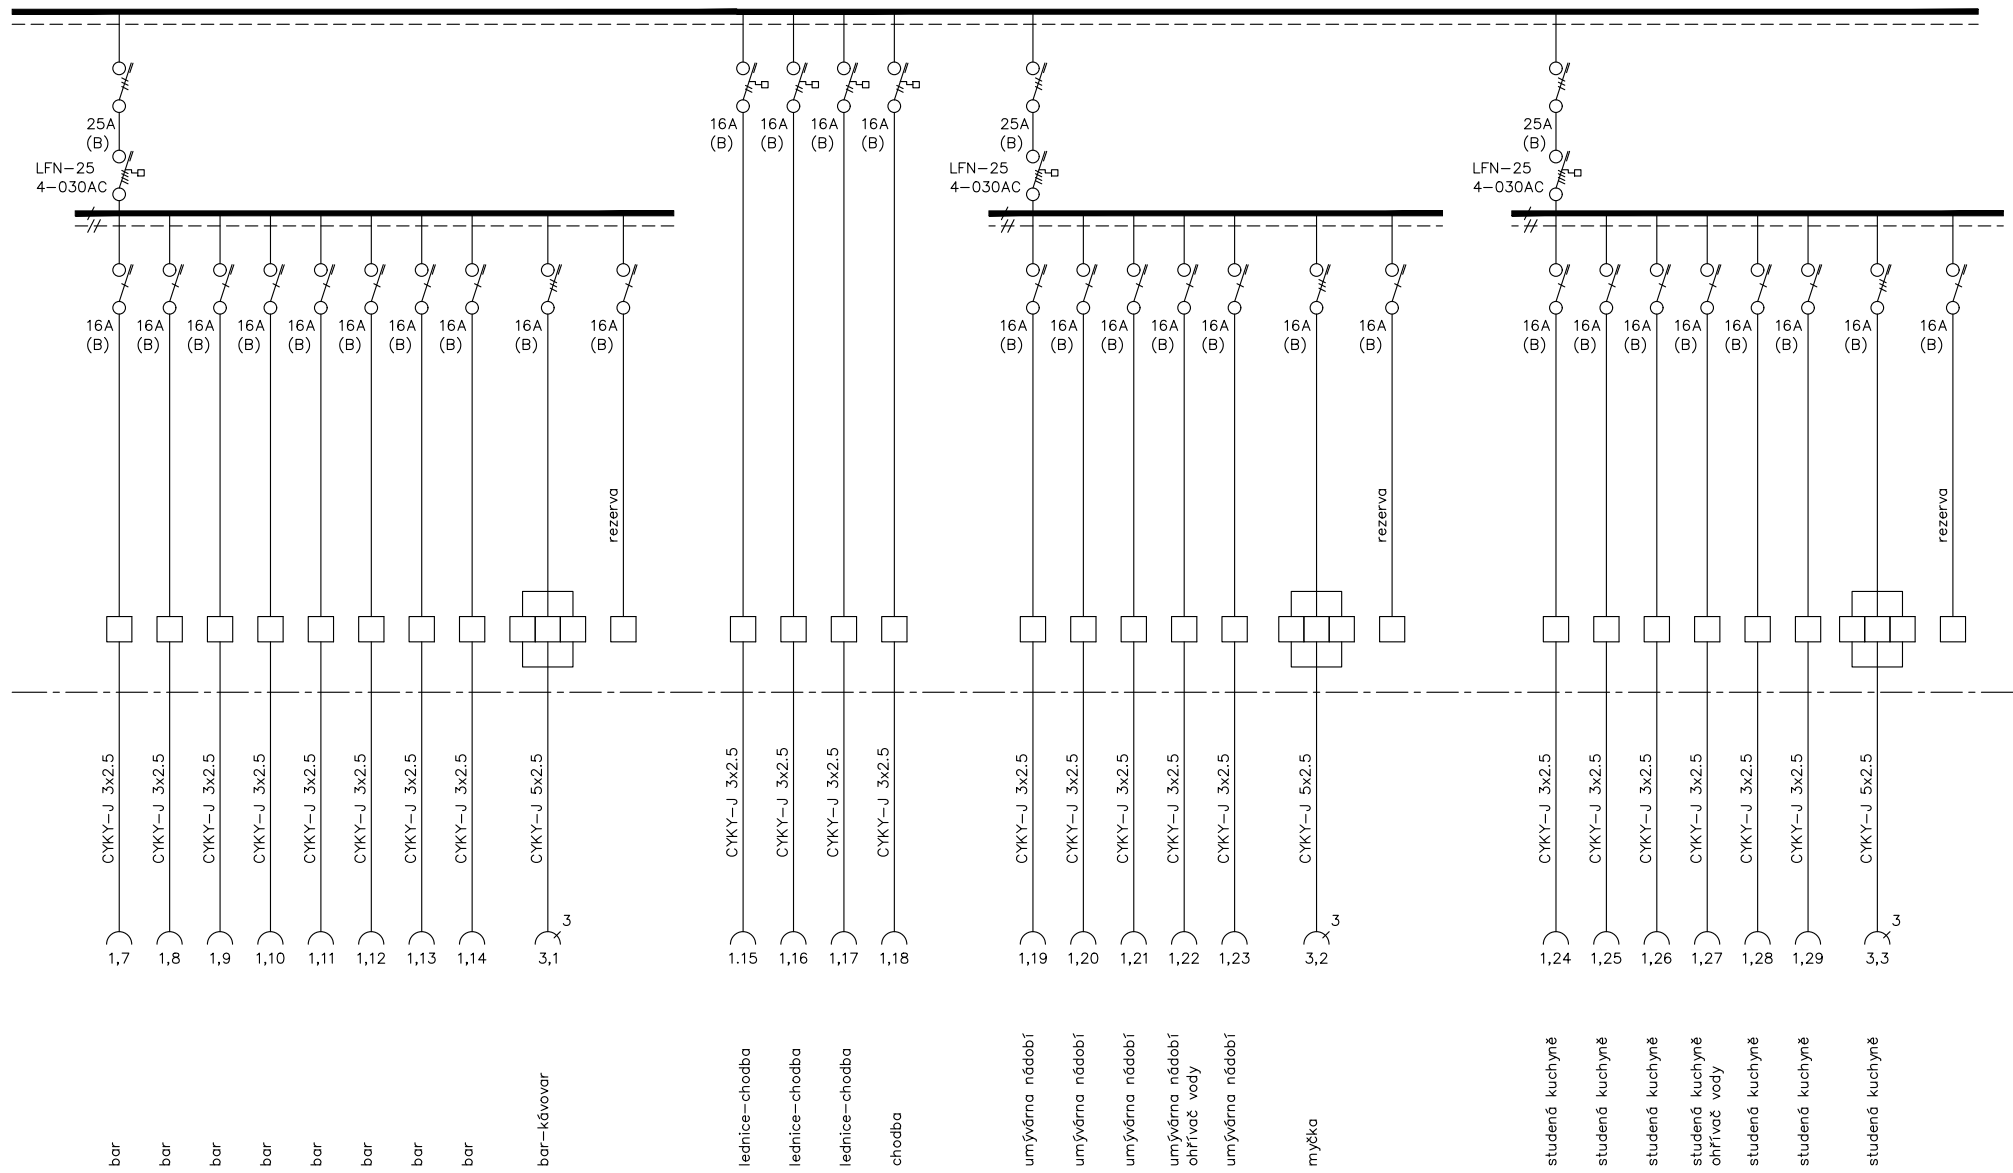 25A
(B)
LFN-25
4-030AC
16A 16A 16A 16A
(B) (B) (B) (B)
25A
(B)
LFN-25
4-030AC
25A
(B)
LFN-25
4-030AC
16A 16A 16A 16A 16A 16A 16A 16A 16A 16A
(B) (B) (B) (B) (B) (B) (B) (B) (B) (B)
16A 16A 16A 16A 16A 16A 16A
(B) (B) (B) (B) (B) (B) (B)
16A 16A 16A 16A 16A 16A 16A 16A
(B) (B) (B) (B) (B) (B) (B) (B)
rezerva
rezerva
rezerva
CYKY-J 3x2.5
CYKY-J 3x2.5
CYKY-J 3x2.5
CYKY-J 3x2.5
CYKY-J 3x2.5
CYKY-J 3x2.5
CYKY-J 3x2.5
CYKY-J 3x2.5
CYKY-J 5x2.5
CYKY-J 3x2.5
CYKY-J 3x2.5
CYKY-J 3x2.5
CYKY-J 3x2.5
CYKY-J 3x2.5
CYKY-J 3x2.5
CYKY-J 3x2.5
CYKY-J 3x2.5
CYKY-J 3x2.5
CYKY-J 5x2.5
CYKY-J 3x2.5
CYKY-J 3x2.5
CYKY-J 3x2.5
CYKY-J 3x2.5
CYKY-J 3x2.5
CYKY-J 3x2.5
CYKY-J 5x2.5
3
3
3
1,7 1,8 1,9 1,10 1,11 1,12 1,13 1,14 3,1
1.15 1,16 1,17 1,18
1,19 1,20 1,21 1,22 1,23 3,2
1,24 1,25 1,26 1,27 1,28 1,29 3,3
bar
bar
bar
bar
bar
bar
bar
bar
bar-kávovar
lednice-chodba
lednice-chodba
lednice-chodba
chodba
umývárna nádobí
umývárna nádobí
umývárna nádobí
umývárna nádobí
ohřívač vody
umývárna nádobí
myčka
studená kuchyně
studená kuchyně
studená kuchyně
studená kuchyně
ohřívač vody
studená kuchyně
studená kuchyně
studená kuchyně